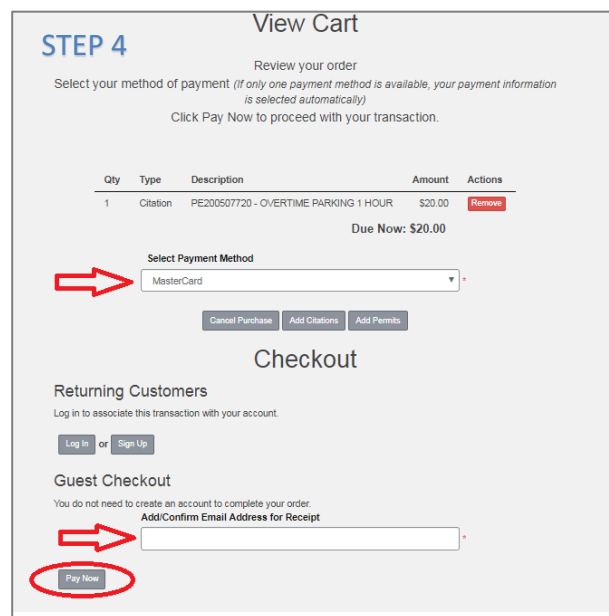 View Cart
STEP 4
Review your order
Select your method of payment (If only one payment method is available, your payment information
is selected automatically)
Click Pay Now to proceed with your transaction.
Qty Type Description Amount Actions
1 Citation PE200507720 - OVERTIME PARKING 1 HOUR $20.00 Remove
Due Now: $20.00
Select Payment Method
MasterCard *
Cancel Purchase Add Citations Add Permits
Checkout
Returning Customers
Log in to associate this transaction with your account.
Log In or Sign Up
Guest Checkout
You do not need to create an account to complete your order.
Add/Confirm Email Address for Receipt
*
Pay Now